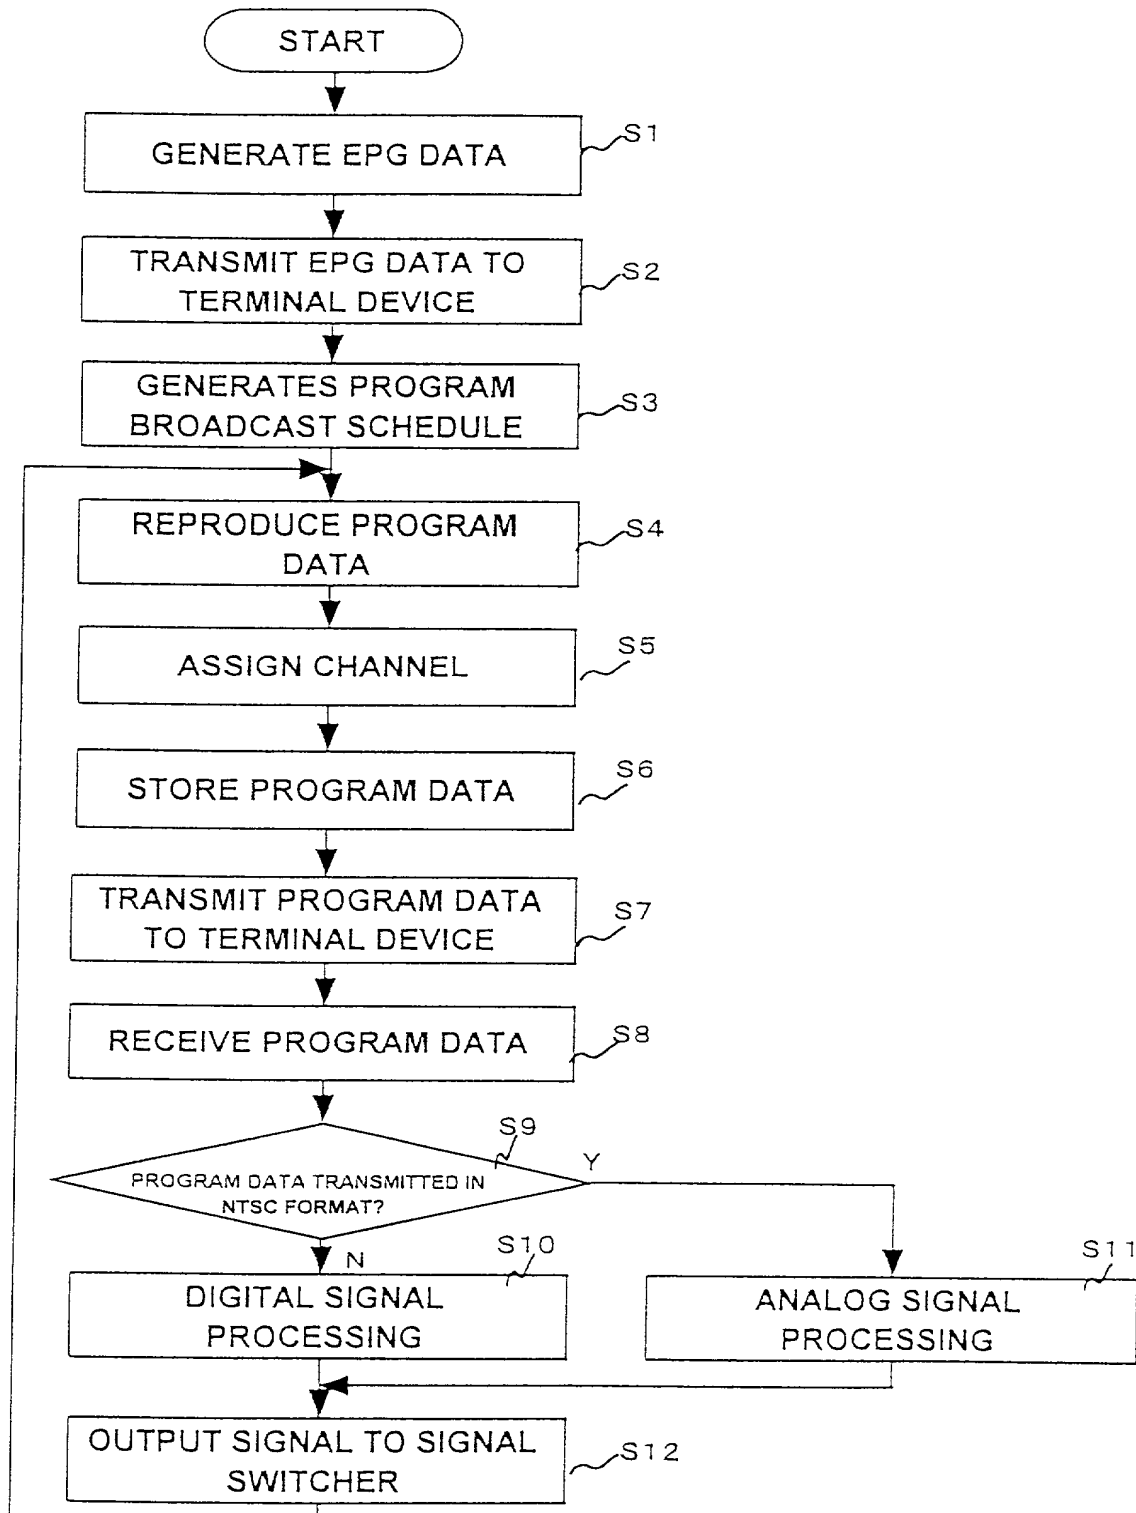 START
GENERATE EPG DATA
S1
TRANSMIT EPG DATA TO
TERMINAL DEVICE
S2
GENERATES PROGRAM
BROADCAST SCHEDULE
S3
REPRODUCE PROGRAM
DATA
S4
ASSIGN CHANNEL
S5
STORE PROGRAM DATA
S6
TRANSMIT PROGRAM DATA
TO TERMINAL DEVICE
S7
RECEIVE PROGRAM DATA
S8
S9
PROGRAM DATA TRANSMITTED IN
NTSC FORMAT?
Y
N
S10
DIGITAL SIGNAL
PROCESSING
S11
ANALOG SIGNAL
PROCESSING
OUTPUT SIGNAL TO SIGNAL
SWITCHER
S12